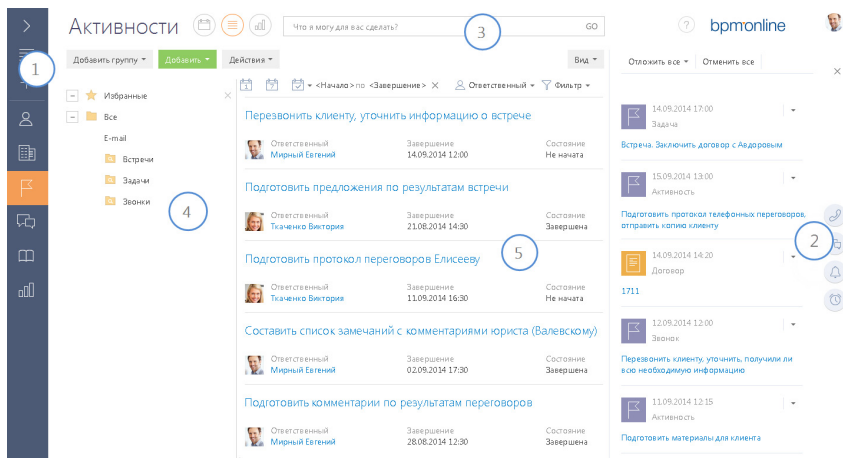 Активности
Что я могу для вас сделать?
GO
?
bpmonline
1
3
Добавить группу
Добавить
Действия
Вид
Отложить все
Отменить все
Избранные
Все
E-mail
Встречи
Задачи
Звонки
4
1
7
<Начало> по <Завершение>
Ответственный
Фильтр
Перезвонить клиенту, уточнить информацию о встрече
Ответственный
Завершение
Состояние
Мирный Евгений
14.09.2014 12:00
Не начата
Подготовить предложения по результатам встречи
Ответственный
Завершение
Состояние
Ткаченко Виктория
21.08.2014 14:30
Завершена
5
Подготовить протокол переговоров Елисееву
Ответственный
Завершение
Состояние
Ткаченко Виктория
11.09.2014 16:30
Не начата
Составить список замечаний с комментариями юриста (Валевскому)
Ответственный
Завершение
Состояние
Мирный Евгений
02.09.2014 17:30
Завершена
Подготовить комментарии по результатам переговоров
Ответственный
Завершение
Состояние
Мирный Евгений
28.08.2014 12:30
Завершена
14.09.2014 17:00
Задача
Встреча. Заключить договор с Авдоровым
15.09.2014 13:00
Активность
Подготовить протокол телефонных переговоров,
отправить копию клиенту
2
14.09.2014 14:20
Договор
1711
12.09.2014 12:00
Звонок
Перезвонить клиенту, уточнить, получили ли
всю необходимую информацию
11.09.2014 12:15
Активность
Подготовить материалы для клиента